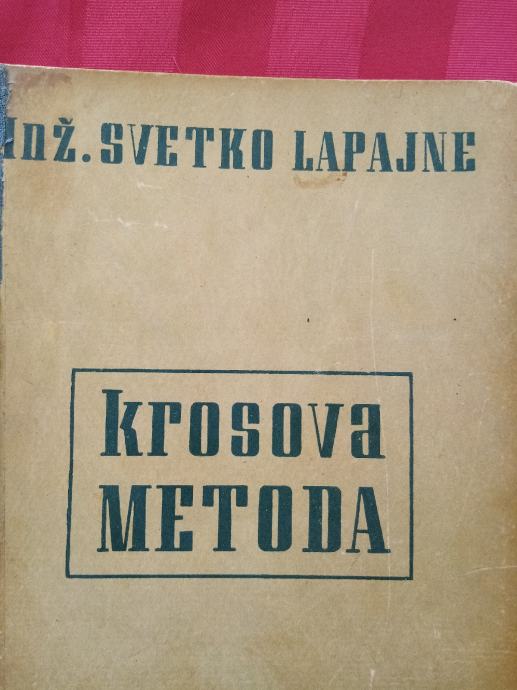 Inž. SVETKO LAPAJNE
krosova
METODA